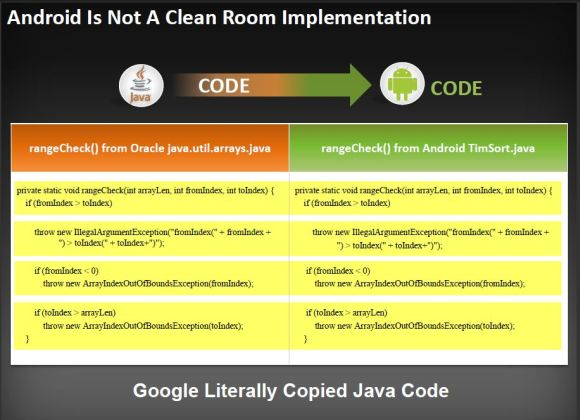 Android Is Not A Clean Room Implementation
Java
CODE
CODE
rangeCheck() from Oracle java.util.arrays.java
rangeCheck() from Android TImSort.java
private static void rangeCheck(int arrayLen, int fromIndex, int toIndex) {
if (fromIndex > toIndex)
throw new IllegalArgumentException("fromIndex(" + fromIndex +
") > toIndex(" + toIndex+")");
if (fromIndex < 0)
throw new ArrayIndexOutOfBoundsException(fromIndex);
if (toIndex > arrayLen)
throw new ArrayIndexOutOfBoundsException(toIndex);
}
private static void rangeCheck(int arrayLen, int fromIndex, int toIndex) {
if (fromIndex > toIndex)
throw new IllegalArgumentException("fromIndex(" + fromIndex +
") > toIndex(" + toIndex+")");
if (fromIndex < 0)
throw new ArrayIndexOutOfBoundsException(fromIndex);
if (toIndex > arrayLen)
throw new ArrayIndexOutOfBoundsException(toIndex);
}
Google Literally Copied Java Code